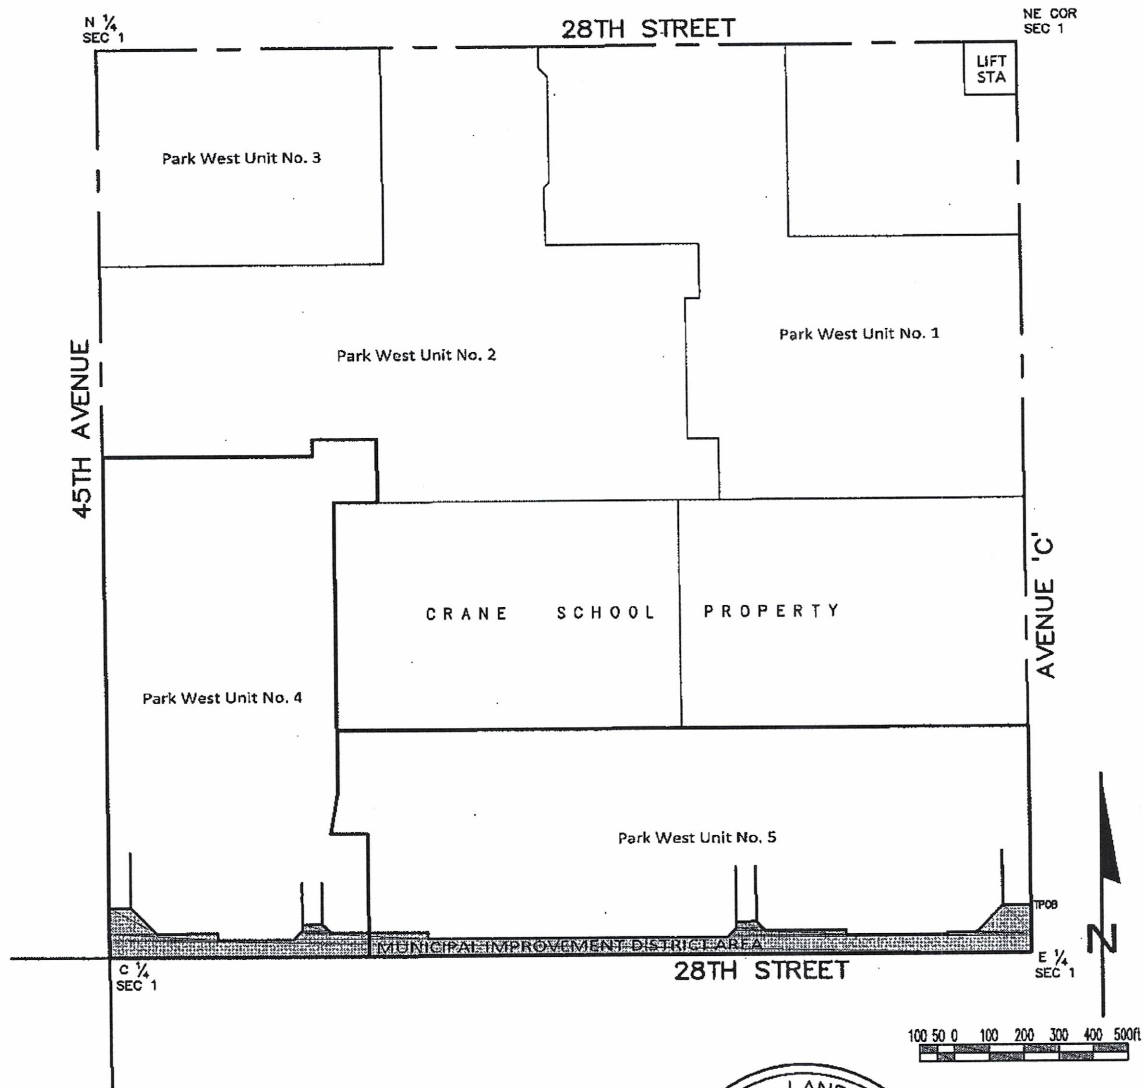 N ¼
SEC 1
28TH STREET
NE COR
SEC 1
LIFT
STA
Park West Unit No. 3
Park West Unit No. 1
Park West Unit No. 2
45TH AVENUE
CRANE SCHOOL PROPERTY
AVENUE 'C'
Park West Unit No. 4
Park West Unit No. 5
TPOB
MUNICIPAL IMPROVEMENT DISTRICT AREA
N
C ¼
SEC 1
28TH STREET
E ¼
SEC 1
100 50 0 100 200 300 400 500ft
LAND